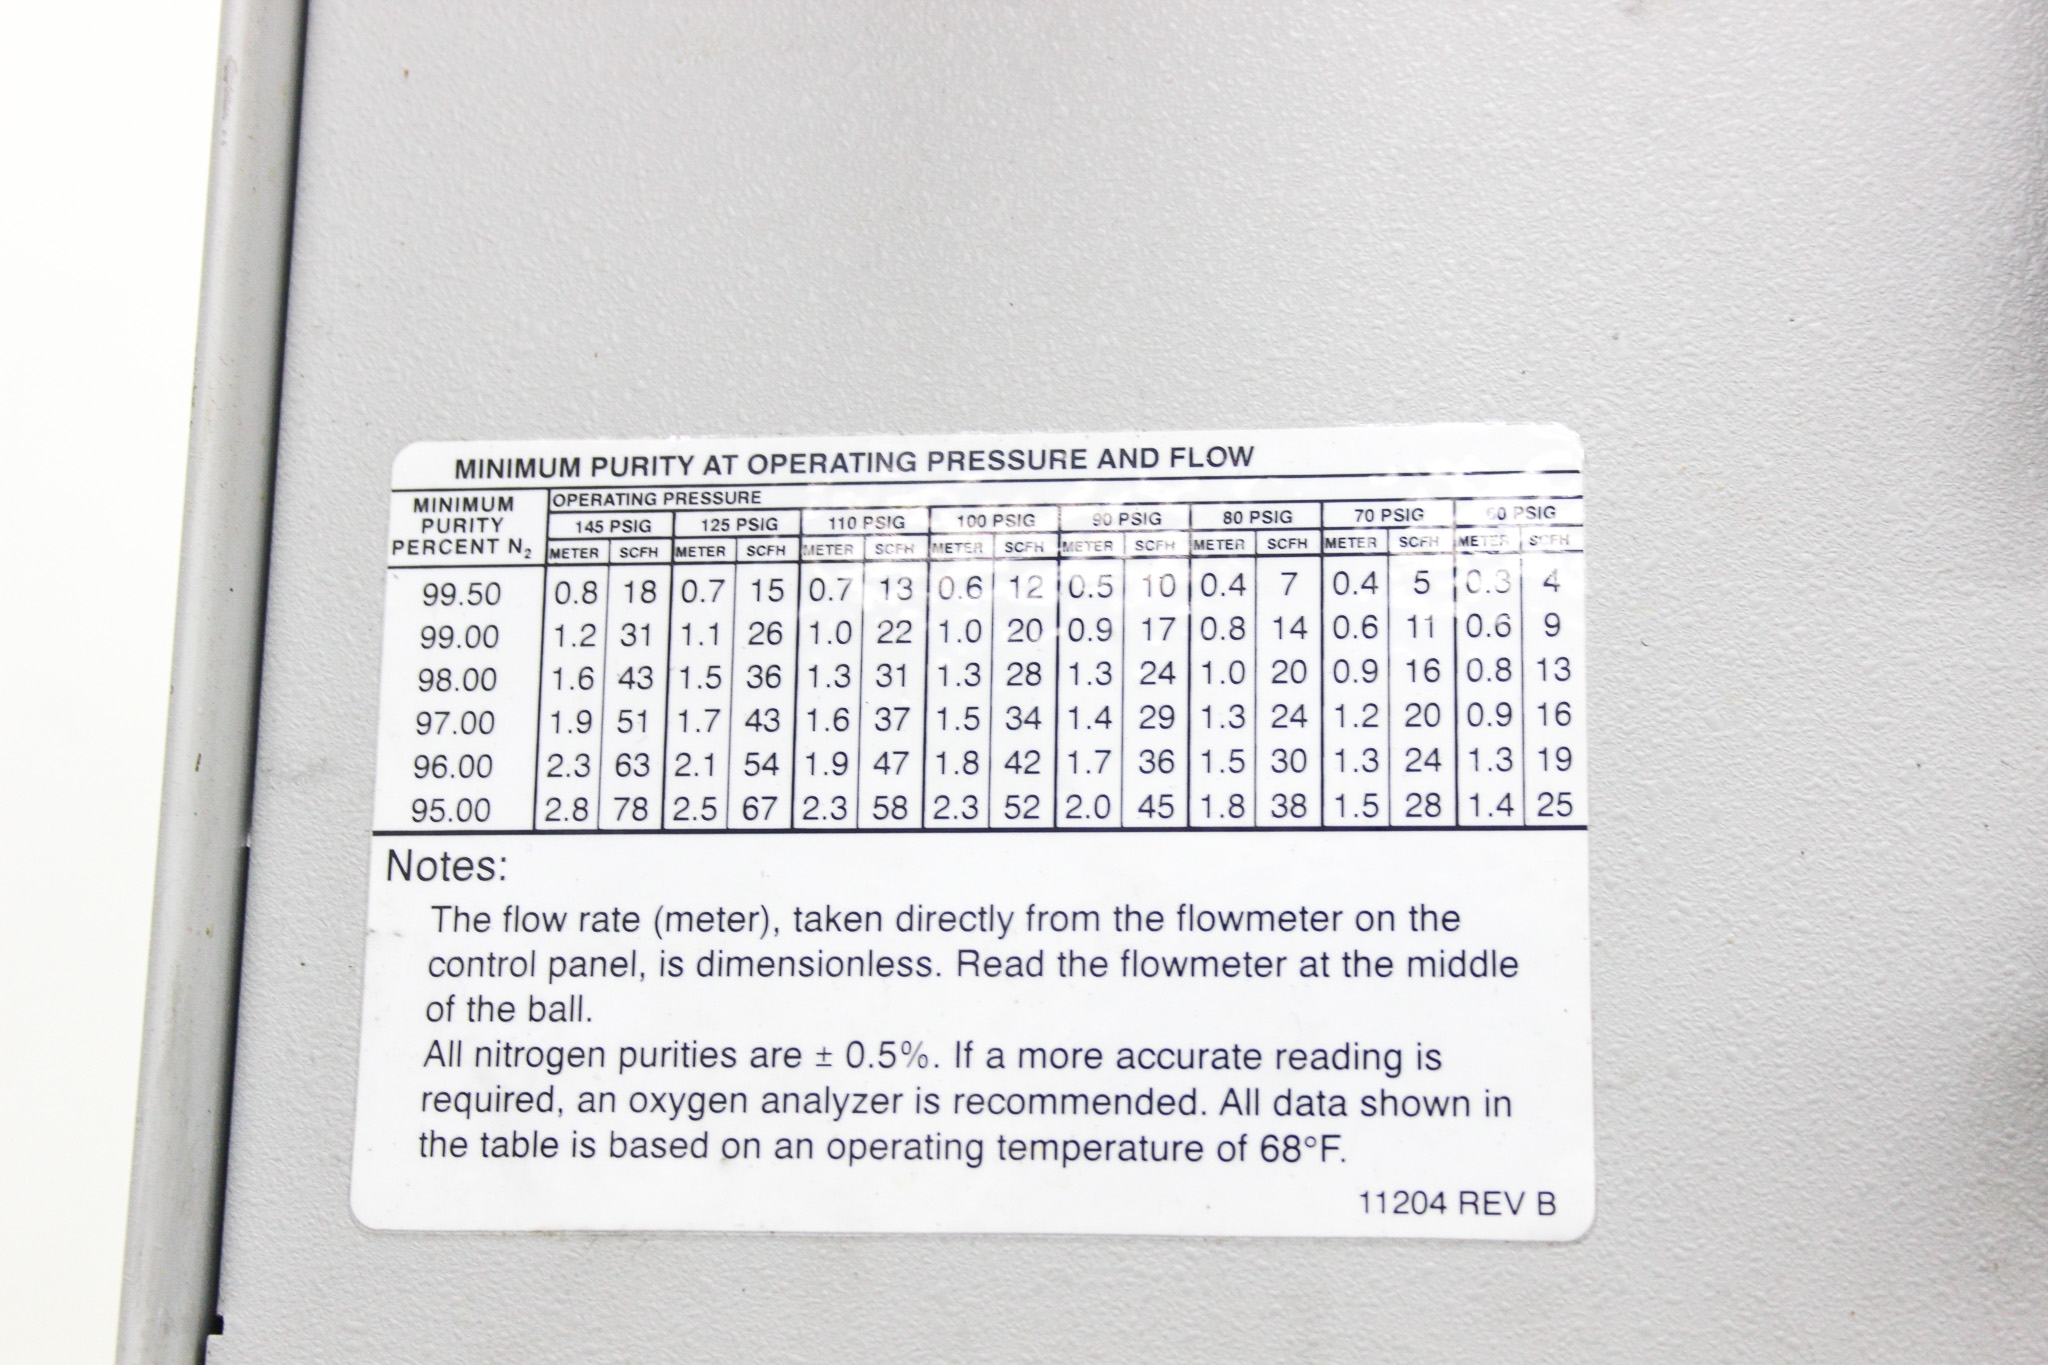 MINIMUM PURITY AT OPERATING PRESSURE AND FLOW
MINIMUM PURITY PERCENT N₂ OPERATING PRESSURE
145 PSIG 125 PSIG 110 PSIG 100 PSIG 90 PSIG 80 PSIG 70 PSIG 60 PSIG
METER SCFH METER SCFH METER SCFH METER SCFH METER SCFH METER SCFH METER SCFH METER SCFH
99.50 0.8 18 0.7 15 0.7 13 0.6 12 0.5 10 0.4 7 0.4 5 0.3 4
99.00 1.2 31 1.1 26 1.0 22 1.0 20 0.9 17 0.8 14 0.6 11 0.6 9
98.00 1.6 43 1.5 36 1.3 31 1.3 28 1.3 24 1.0 20 0.9 16 0.8 13
97.00 1.9 51 1.7 43 1.6 37 1.5 34 1.4 29 1.3 24 1.2 20 0.9 16
96.00 2.3 63 2.1 54 1.9 47 1.8 42 1.7 36 1.5 30 1.3 24 1.3 19
95.00 2.8 78 2.5 67 2.3 58 2.3 52 2.0 45 1.8 38 1.5 28 1.4 25
Notes:
The flow rate (meter), taken directly from the flowmeter on the
control panel, is dimensionless. Read the flowmeter at the middle
of the ball.
All nitrogen purities are ± 0.5%. If a more accurate reading is
required, an oxygen analyzer is recommended. All data shown in
the table is based on an operating temperature of 68°F.
11204 REV B